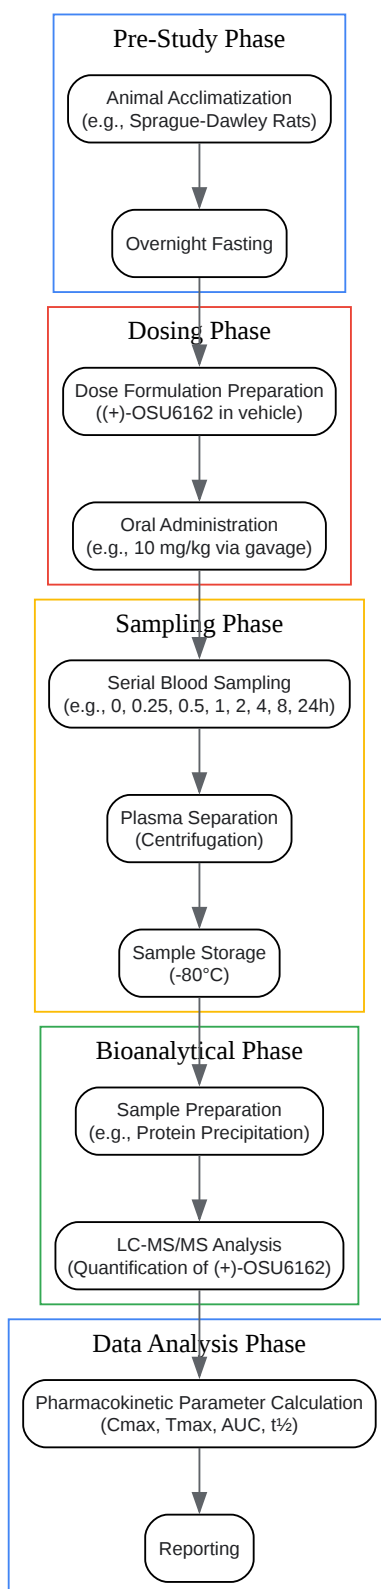 Pre-Study Phase
Animal Acclimatization
(e.g., Sprague-Dawley Rats)
Overnight Fasting
Dosing Phase
Dose Formulation Preparation
((+)-OSU6162 in vehicle)
Oral Administration
(e.g., 10 mg/kg via gavage)
Sampling Phase
Serial Blood Sampling
(e.g., 0, 0.25, 0.5, 1, 2, 4, 8, 24h)
Plasma Separation
(Centrifugation)
Sample Storage
(-80°C)
Bioanalytical Phase
Sample Preparation
(e.g., Protein Precipitation)
LC-MS/MS Analysis
(Quantification of (+)-OSU6162)
Data Analysis Phase
Pharmacokinetic Parameter Calculation
(Cmax, Tmax, AUC, t½)
Reporting